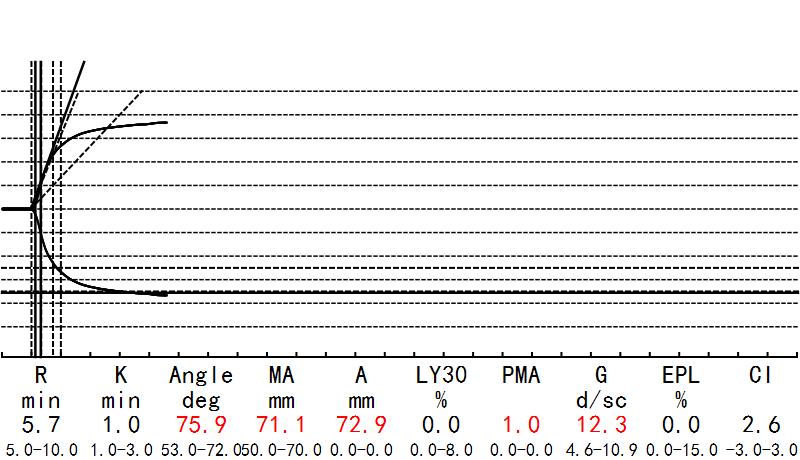 R K Angle MA A LY30 PMA G EPL CI
min min deg mm mm % d/sc %
5.7 1.0 75.9 71.1 72.9 0.0 1.0 12.3 0.0 2.6
5.0-10.0 1.0-3.0 53.0-72.0 50.0-70.0 0.0-0.0 0.0-8.0 0.0-0.0 4.6-10.9 0.0-15.0 -3.0-3.0